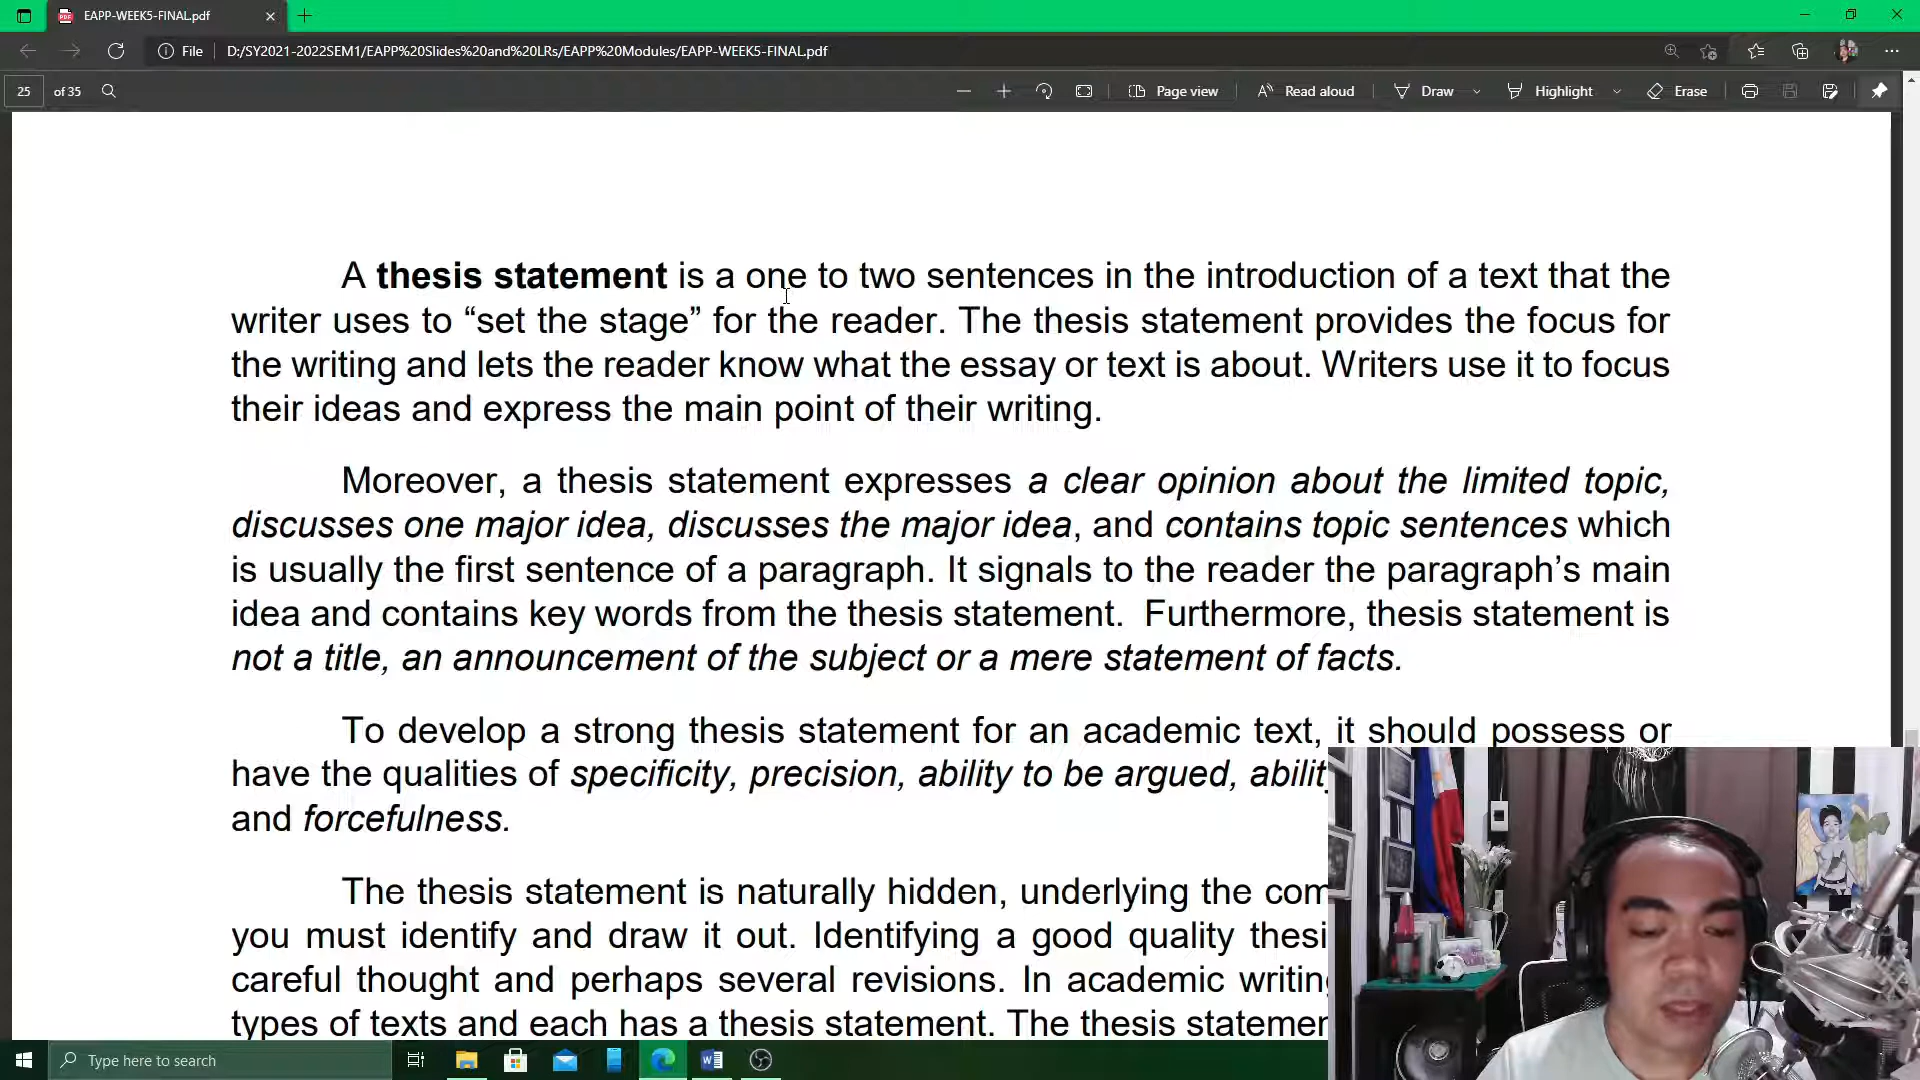 EAPP-WEEK5-FINAL.pdf
File
D:/SY2021-2022SEM1/EAPP%20Slides%20and%20LRs/EAPP%20Modules/EAPP-WEEK5-FINAL.pdf
25 of 35
Page view
Read aloud
Draw
Highlight
Erase
A thesis statement is a one to two sentences in the introduction of a text that the
writer uses to “set the stage” for the reader. The thesis statement provides the focus for
the writing and lets the reader know what the essay or text is about. Writers use it to focus
their ideas and express the main point of their writing.
Moreover, a thesis statement expresses a clear opinion about the limited topic,
discusses one major idea, discusses the major idea, and contains topic sentences which
is usually the first sentence of a paragraph. It signals to the reader the paragraph’s main
idea and contains key words from the thesis statement. Furthermore, thesis statement is
not a title, an announcement of the subject or a mere statement of facts.
To develop a strong thesis statement for an academic text, it should possess or
have the qualities of specificity, precision, ability to be argued,
and forcefulness.
The thesis statement is naturally hidden, underlying the
you must identify and draw it out. Identifying a good quality
careful thought and perhaps several revisions. In academic
types of texts and each has a thesis statement. The thesis
Type here to search